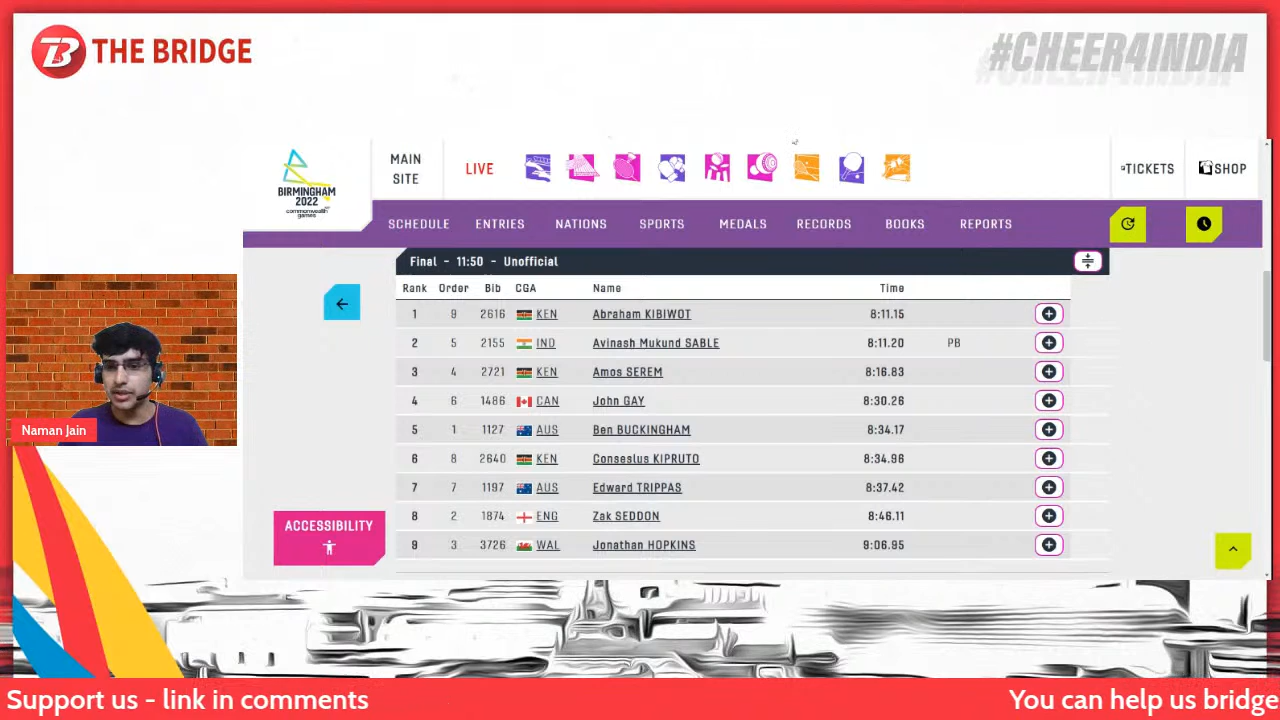 THE BRIDGE
#CHEER4INDIA
BIRMINGHAM
2022
commonwealth
games
MAIN
SITE
LIVE
TICKETS
SHOP
SCHEDULE ENTRIES NATIONS SPORTS MEDALS RECORDS BOOKS REPORTS
Final - 11:50 - Unofficial
Rank Order Bib CGA Name Time
1 9 2616 KEN Abraham KIBIWOT 8:11.15
2 5 2155 IND Avinash Mukund SABLE 8:11.20 PB
3 4 2721 KEN Amos SEREM 8:16.83
4 6 1486 CAN John GAY 8:30.26
5 1 1127 AUS Ben BUCKINGHAM 8:34.17
6 8 2640 KEN Conseslus KIPRUTO 8:34.96
7 7 1197 AUS Edward TRIPPAS 8:37.42
8 2 1874 ENG Zak SEDDON 8:46.11
9 3 3726 WAL Jonathan HOPKINS 9:06.95
Naman Jain
ACCESSIBILITY
Support us - link in comments
You can help us bridge